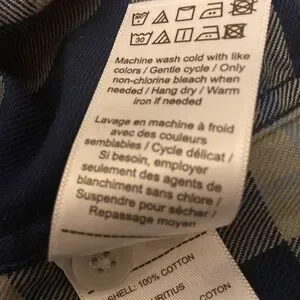 30
Machine wash cold with like
colors / Gentle cycle / Only
non-chlorine bleach when
needed / Hang dry / Warm
iron if needed
Lavage en machine à froid
avec des couleurs
semblables / Cycle délicat /
Si besoin, employer
seulement des agents de
blanchiment sans chlore /
Suspendre pour sécher /
Repassage moyen
SHELL: 100% COTTON
COTON